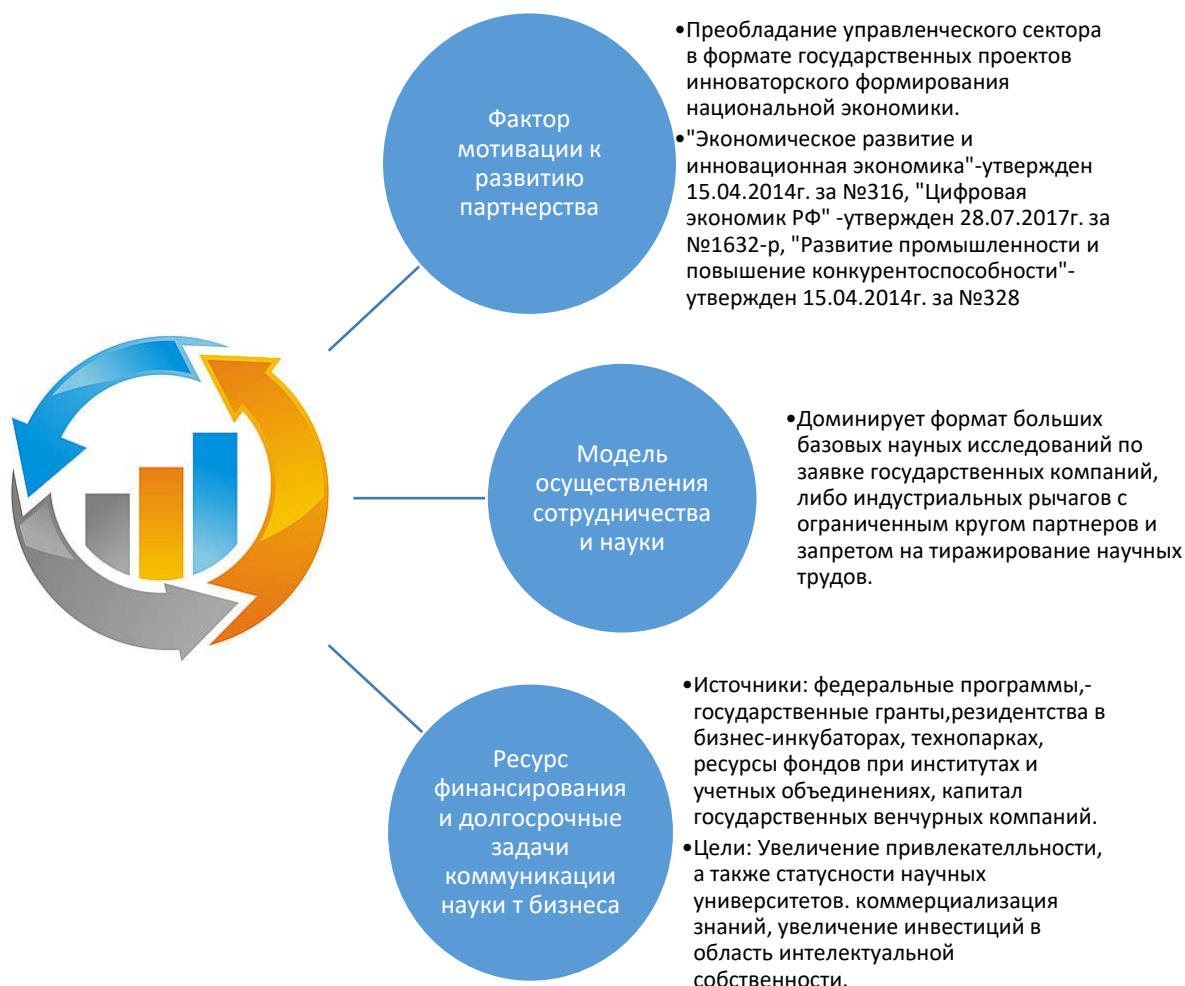 Фактор
мотивации к
развитию
партнерства
•Преобладание управленческого сектора
в формате государственных проектов
инноваторского формирования
национальной экономики.
•"Экономическое развитие и
инновационная экономика"-утвержден
15.04.2014г. за №316, "Цифровая
экономик РФ" -утвержден 28.07.2017г. за
№1632-р, "Развитие промышленности и
повышение конкурентоспособности"-
утвержден 15.04.2014г. за №328
Модель
осуществления
сотрудничества
и науки
•Доминирует формат больших
базовых науных исследований по
заявке государственных компаний,
либо индустриальных рычагов с
ограниченным кругом партнеров и
запретом на тиражирование научных
трудов.
Ресурс
финансирования
и долгосрочные
задачи
коммуникации
науки т бизнеса
•Источники: федеральные программы,-
государственные гранты,резидентства в
бизнес-инкубаторах, технопарках,
ресурсы фондов при институтах и
учетных объединениях, капитал
государственных венчурных компаний.
•Цели: Увеличение привлекателльности,
а также статусности научных
университетов. коммерциализация
знаний, увеличение инвестиций в
область интелектуальной
собственности.